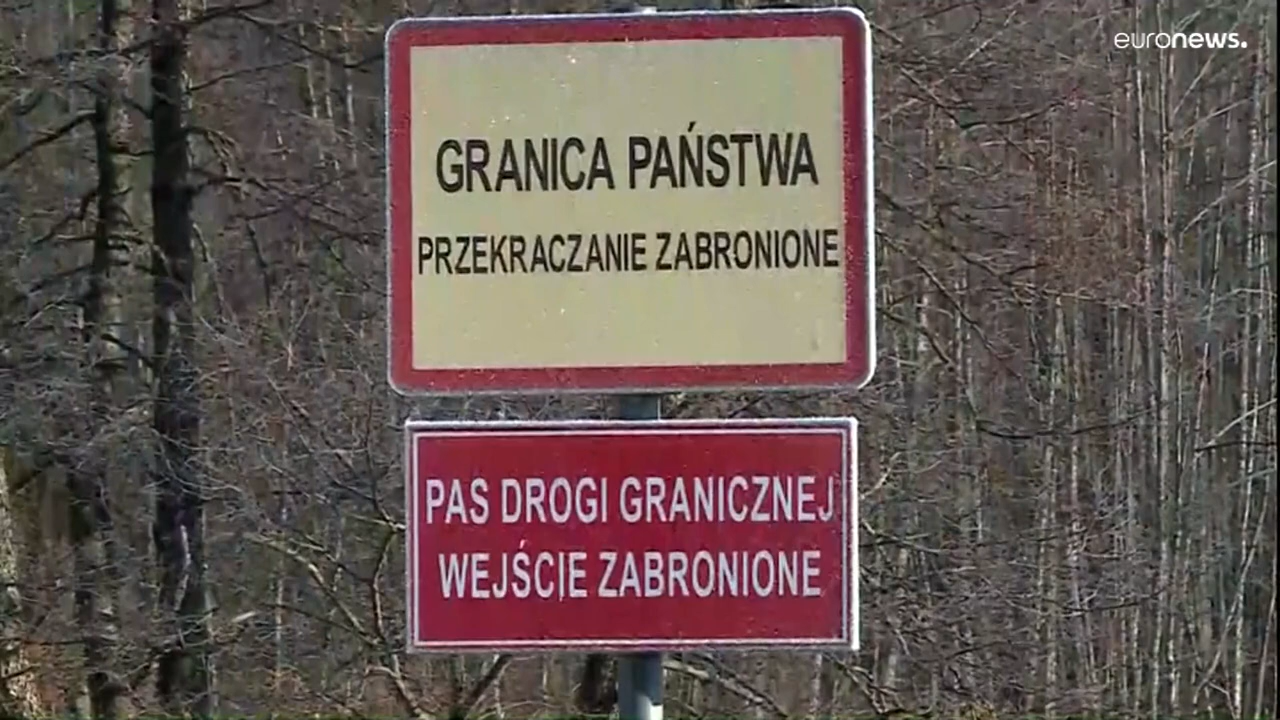 euronews.
GRANICA PAŃSTWA
PRZEKRACZANIE ZABRONIONE
PAS DROGI GRANICZNEJ
WEJŚCIE ZABRONIONE